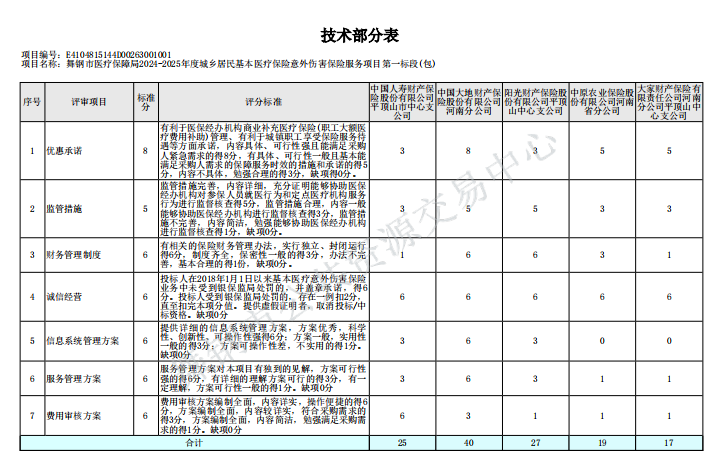 技术部分表
项目编号：E4104815144D00263001001
项目名称：舞钢市医疗保障局2024-2025年度城乡居民基本医疗保险意外伤害保险服务项目第一标段(包)
序号 评审项目 标准分 评分标准 中国人寿财产保险股份有限公司平顶山市中心支公司 中国大地财产保险股份有限公司河南分公司 阳光财产保险股份有限公司平顶山中心支公司 中原农业保险股份有限公司河南省分公司 大家财产保险有限责任公司河南分公司平顶山中心支公司
1 优惠承诺 8 有利于医保经办机构商业补充医疗保险(职工大额医疗费用补助)管理、有利于城镇职工享受保险服务待遇等方面承诺，内容具体、可行性强且能满足采购人紧急需求的得8分，有具体、可行性一般且基本能满足采购人需求的保障服务时效的措施和承诺的得5分，内容不具体，勉强合理的得3分，缺项得0分。 3 8 3 5 5
2 监管措施 5 监管措施完善，内容详细，充分证明能够协助医保经办机构对参保人员就医行为和定点医疗机构服务行为进行监督核查得5分，监管措施合理，内容一般能够协助医保经办机构进行监督核查得3分，监管措施不完善，内容简洁，勉强能够协助医保经办机构进行监督核查得1分，缺项0分。 3 5 5 3 3
3 财务管理制度 6 有相关的保险财务管理办法，实行独立、封闭运行得6分，制度齐全，保密性一般的得3分，办法不完善，基本合理的得1份，缺项0分。 1 6 6 3 1
4 诚信经营 6 投标人在2018年1月1日以来基本医疗意外伤害保险业务中未受到银保监局处罚的，并盖章承诺，得6分。投标人受到银保监局处罚的，存在一例扣2分，直至扣完本项分值。提供虚假证明者，取消投标/中标资格。缺项0分 6 6 6 6 6
5 信息系统管理方案 6 提供详细的信息系统管理方案，方案优秀，科学性、创新性、可操作性强得6分；方案一般，实用性一般的得3分；方案可操作性差，不实用的得1分。缺项0分 3 6 3 0 0
6 服务管理方案 6 服务管理方案对本项目有独到的见解，方案可行性强的得6分，有详细的理解方案可行的得3分，有一定理解，方案可行性一般的得1分。缺项0分 3 6 3 1 1
7 费用审核方案 6 费用审核方案编制全面，内容详实，操作便捷的得6分，方案编制全面，内容较详实，符合采购需求的得3分，方案编制全面，内容简洁，勉强满足采购需求的得1分。缺项0分 6 3 1 1 1
合计 25 40 27 19 17